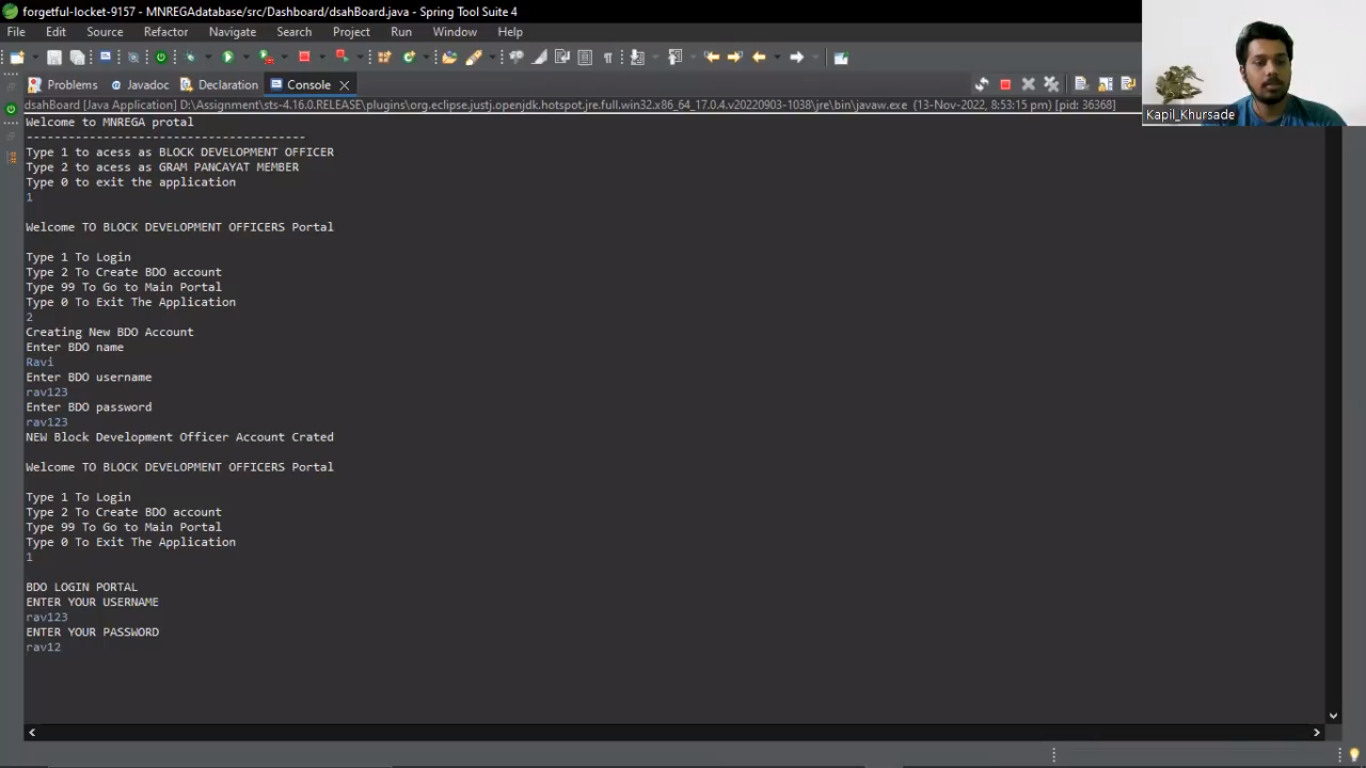 forgetful-locket-9157 - MNREGAdatabase/src/Dashboard/dsahBoard.java - Spring Tool Suite 4
File Edit Source Refactor Navigate Search Project Run Window Help
Problems @ Javadoc Declaration Console
dsahBoard [Java Application] D:\Assignment\sts-4.16.0.RELEASE\plugins\org.eclipse.justj.openjdk.hotspot.jre.full.win32.x86_64_17.0.4.v20220903-1038\jre\bin\javaw.exe (13-Nov-2022, 8:53:15 pm) [pid: 36368]
Kapil_Khursade
Welcome to MNREGA protal
----------------------------------------
Type 1 to acess as BLOCK DEVELOPMENT OFFICER
Type 2 to acess as GRAM PANCAYAT MEMBER
Type 0 to exit the application
1
Welcome TO BLOCK DEVELOPMENT OFFICERS Portal
Type 1 To Login
Type 2 To Create BDO account
Type 99 To Go to Main Portal
Type 0 To Exit The Application
2
Creating New BDO Account
Enter BDO name
Ravi
Enter BDO username
rav123
Enter BDO password
rav123
NEW Block Development Officer Account Crated
Welcome TO BLOCK DEVELOPMENT OFFICERS Portal
Type 1 To Login
Type 2 To Create BDO account
Type 99 To Go to Main Portal
Type 0 To Exit The Application
1
BDO LOGIN PORTAL
ENTER YOUR USERNAME
rav123
ENTER YOUR PASSWORD
rav12